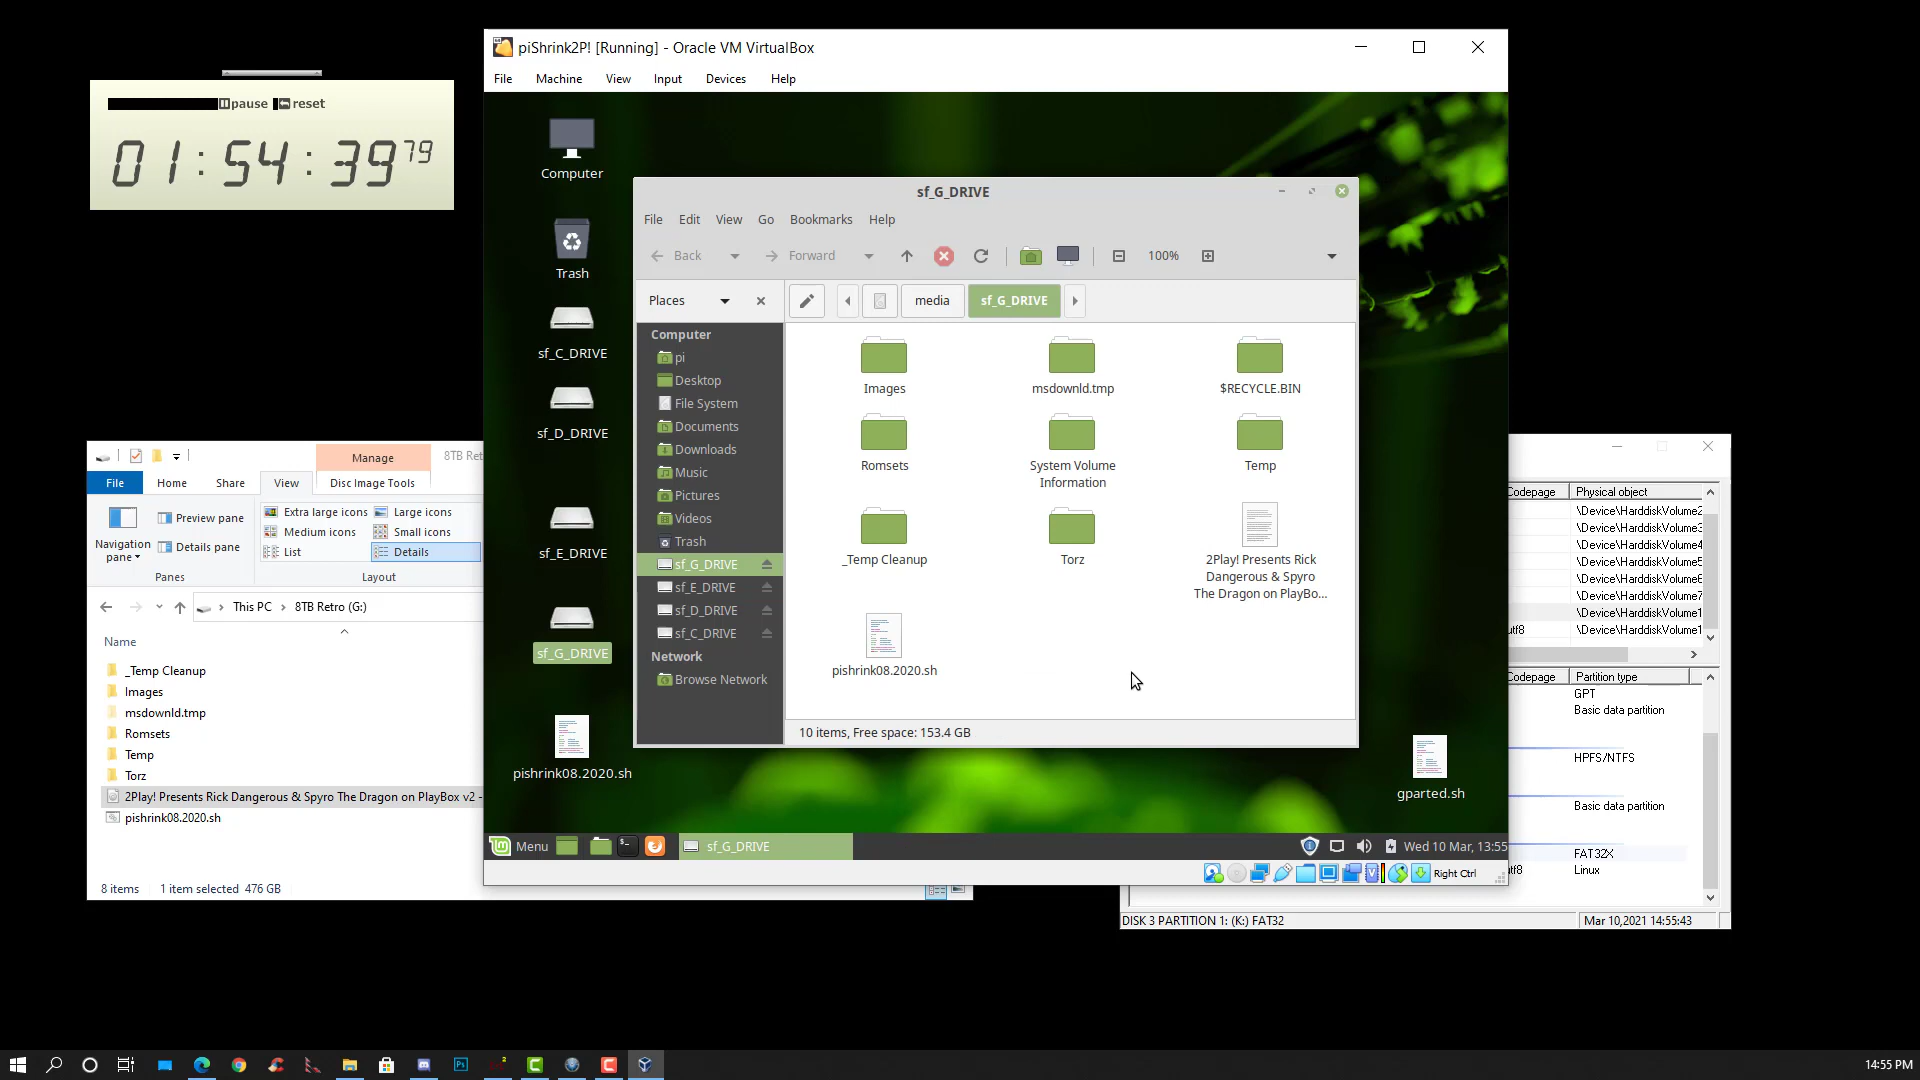 piShrink2P! [Running] - Oracle VM VirtualBox
File Machine View Input Devices Help
pause reset
01:54:39 79
Computer
Trash
sf_C_DRIVE
sf_D_DRIVE
sf_E_DRIVE
sf_G_DRIVE
pishrink08.2020.sh
gparted.sh
sf_G_DRIVE
File Edit View Go Bookmarks Help
Back Forward 100%
Places
media sf_G_DRIVE
Computer
pi
Desktop
File System
Documents
Downloads
Music
Pictures
Videos
Trash
sf_G_DRIVE
sf_E_DRIVE
sf_D_DRIVE
sf_C_DRIVE
Network
Browse Network
Images
msdownld.tmp
$RECYCLE.BIN
Romsets
System Volume
Information
Temp
_Temp Cleanup
Torz
2Play! Presents Rick
Dangerous & Spyro
The Dragon on PlayBo...
pishrink08.2020.sh
10 items, Free space: 153.4 GB
Menu sf_G_DRIVE Wed 10 Mar, 13:55
Right Ctrl
Manage 8TB Ret
File Home Share View Disc Image Tools
Navigation
pane
Preview pane
Details pane
Panes
Extra large icons Large icons
Medium icons Small icons
List Details
Layout
This PC 8TB Retro (G:)
Name
_Temp Cleanup
Images
msdownld.tmp
Romsets
Temp
Torz
2Play! Presents Rick Dangerous & Spyro The Dragon on PlayBox v2 -
pishrink08.2020.sh
8 items 1 item selected 476 GB
Codepage Physical object
\Device\HarddiskVolume2
\Device\HarddiskVolume3
\Device\HarddiskVolume4
\Device\HarddiskVolume5
\Device\HarddiskVolume6
\Device\HarddiskVolume7
\Device\HarddiskVolume1
utf8 \Device\HarddiskVolume1
Codepage Partition type
GPT
Basic data partition
HPFS/NTFS
Basic data partition
FAT32X
utf8 Linux
DISK 3 PARTITION 1: (K:) FAT32 Mar 10,2021 14:55:43
14:55 PM